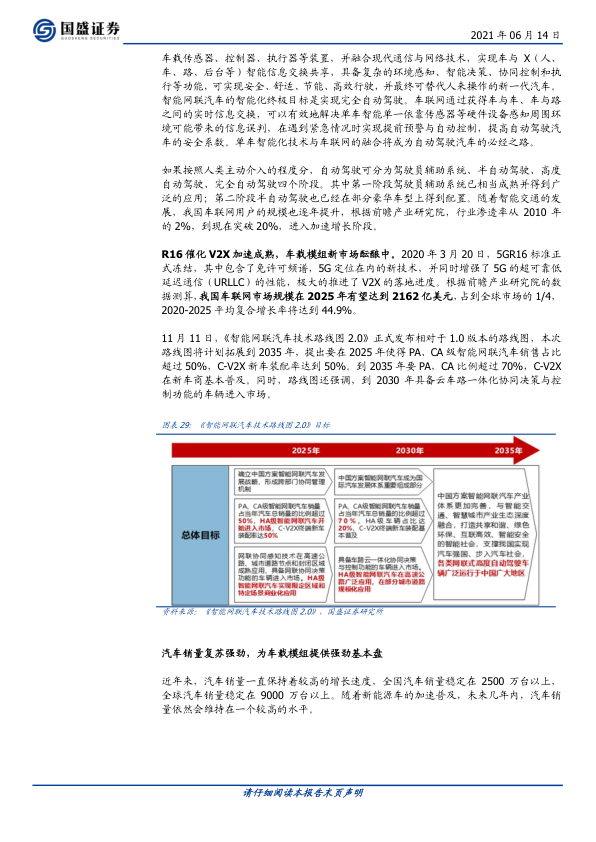 国盛证券
GUOSHENG SECURITIES
2021 年 06 月 14 日
车载传感器、控制器、执行器等装置,并融合现代通信与网络技术,实现车与 X(人、
车、路、后台等)智能信息交换共享,具备复杂的环境感知、智能决策、协同控制和执
行等功能,可实现安全、舒适、节能、高效行驶,并最终可替代人来操作的新一代汽车。
智能网联汽车的智能化终极目标是实现完全自动驾驶。车联网通过获得车与车、车与路
之间的实时信息交换,可以有效地解决单车智能单一依靠传感器等硬件设备感知周围环
境可能带来的信息误判,在遇到紧急情况时实现提前预警与自动控制,提高自动驾驶汽
车的安全系数。单车智能化技术与车联网的融合将成为自动驾驶汽车的必经之路。
如果按照人类主动介入的程度分,自动驾驶可分为驾驶员辅助系统、半自动驾驶、高度
自动驾驶、完全自动驾驶四个阶段。其中第一阶段驾驶员辅助系统已相当成熟并得到广
泛的应用;第二阶段半自动驾驶也已经在部分豪华车型上得到配置。随着智能交通的发
展,我国车联网用户的规模也逐年提升,根据前瞻产业研究院,行业渗透率从 2010 年
的 2%,到现在突破 20%,进入加速增长阶段。
R16 催化 V2X 加速成熟,车载模组新市场酝酿中。2020 年 3 月 20 日,5GR16 标准正
式冻结,其中包含了免许可频谱,5G 定位在内的新技术,并同时增强了 5G 的超可靠低
延迟通信(URLLC)的性能,极大的推进了 V2X 的落地进度。根据前瞻产业研究院的数
据测算,我国车联网市场规模在 2025 年有望达到 2162 亿美元,占到全球市场的 1/4,
2020-2025 平均复合增长率将达到 44.9%。
11 月 11 日,《智能网联汽车技术路线图 2.0》正式发布相对于 1.0 版本的路线图,本次
路线图将计划拓展到 2035 年,提出要在 2025 年使得 PA、CA 级智能网联汽车销售占比
超过 50%,C-V2X 新车装配率达到 50%。到 2035 年要 PA、CA 比例超过 70%,C-V2X
在新车商基本普及。同时,路线图还强调,到 2030 年具备云车路一体化协同决策与控
制功能的车辆进入市场。
图表 29:《智能网联汽车技术路线图 2.0》目标
2025年 2030年 2035年
总体目标
确立中国方案智能网联汽车发
展战略,形成跨部门协同管理
机制
PA、CA级智能网联汽车销量
占当年汽车总销量的比例超过
50%,HA级智能网联汽车开
始进入市场,C-V2X终端新车
装配率达50%
网联协同感知技术在高速公
路、城市道路节点和封闭区域
成熟应用,具备网联协同决策
功能的车辆进入市场。HA级
智能网联汽车实现限定区域和
特定场景商业化应用
中国方案智能网联汽车成为国
际汽车发展体系重要组成部分
PA、CA级智能网联汽车销量
占当年汽车总销量的比例超过
70%,HA级车辆占比达
20%,C-V2X终端新车装配基
本普及
具备车路云一体化协同决策
与控制功能的车辆进入市场。
HA级智能网联汽车在高速公
路广泛应用,在部分城市道路
规模化应用
中国方案智能网联汽车产业
体系更加完善,与智能交
通、智慧城市产业生态深度
融合,打造共享和谐、绿色
环保、互联高效、智能安全
的智能社会,支撑我国实现
汽车强国、步入汽车社会,
各类网联式高度自动驾驶车
辆广泛运行于中国广大地区
资料来源:《智能网联汽车技术路线图 2.0》,国盛证券研究所
汽车销量复苏强劲,为车载模组提供强劲基本盘
近年来,汽车销量一直保持着较高的增长速度,全国汽车销量稳定在 2500 万台以上,
全球汽车销量稳定在 9000 万台以上。随着新能源车的加速普及,未来几年内,汽车销
量依然会维持在一个较高的水平。
请仔细阅读本报告末页声明